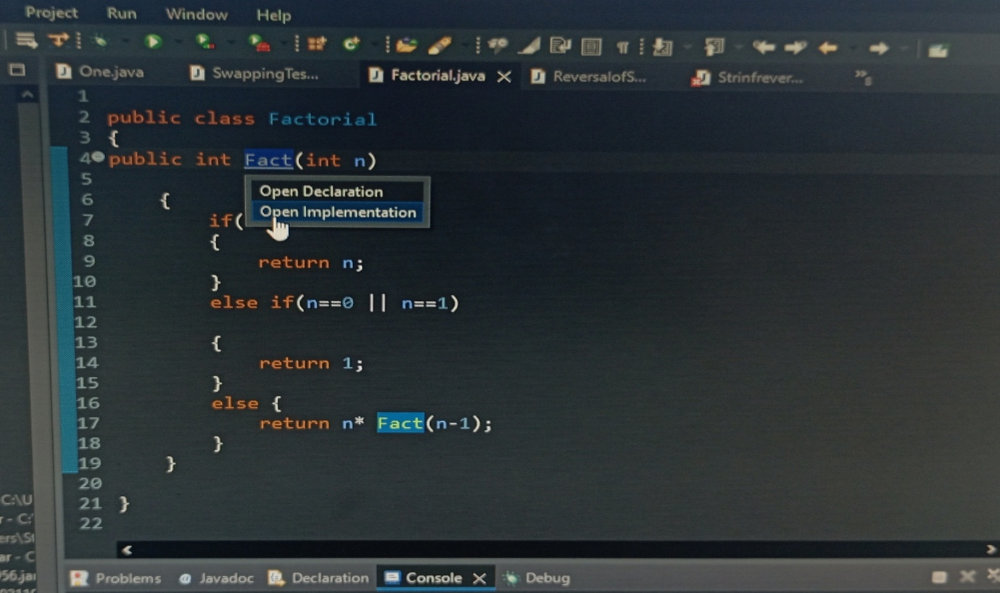 Project Run Window Help
One.java SwappingTes... Factorial.java ReversalofS... Strinfrever... »5
1
2 public class Factorial
3 {
4 public int Fact(int n)
5
Open Declaration
6 {
Open Implementation
7 if(
8 {
9 return n;
10 }
11 else if(n==0 || n==1)
12
13 {
14 return 1;
15 }
16 else {
17 return n* Fact(n-1);
18 }
19 }
20
21 }
22
C:\U
r - C:
ers\St
ar - C
56.jar
Problems @ Javadoc Declaration Console Debug